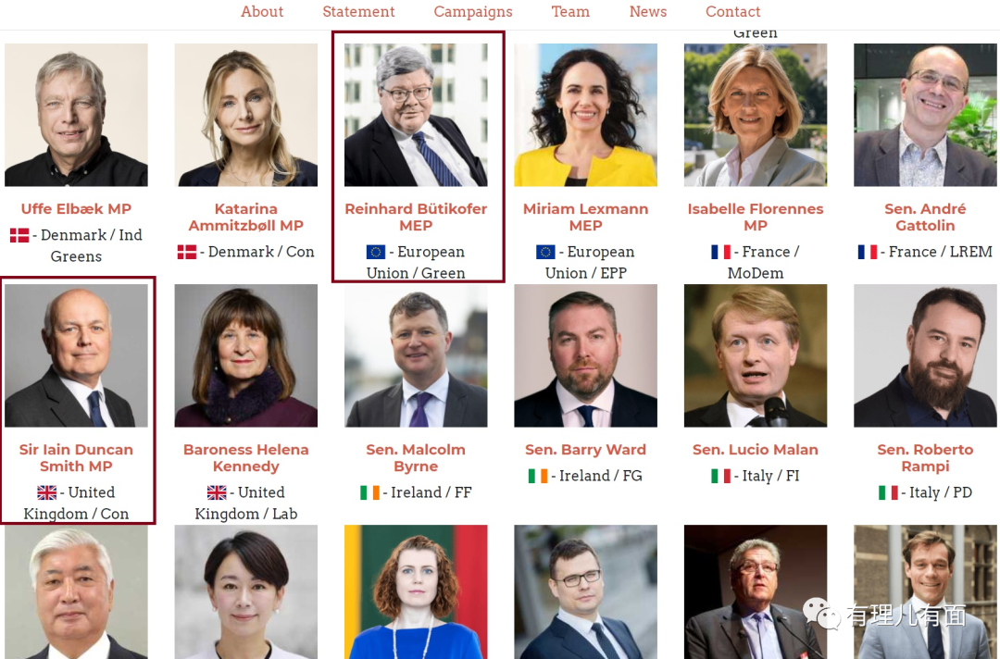 About Statement Campaigns Team News Contact
Green
Uffe Elbæk MP
- Denmark / Ind
Greens
Katarina
Ammitzbøll MP
- Denmark / Con
Reinhard Bütikofer
MEP
- European
Union / Green
Miriam Lexmann
MEP
- European
Union / EPP
Isabelle Florennes
MP
- France /
MoDem
Sen. André
Gattolin
- France / LREM
Sir Iain Duncan
Smith MP
- United
Kingdom / Con
Baroness Helena
Kennedy
- United
Kingdom / Lab
Sen. Malcolm
Byrne
- Ireland / FF
Sen. Barry Ward
- Ireland / FG
Sen. Lucio Malan
- Italy / FI
Sen. Roberto
Rampi
- Italy / PD
有理儿有面